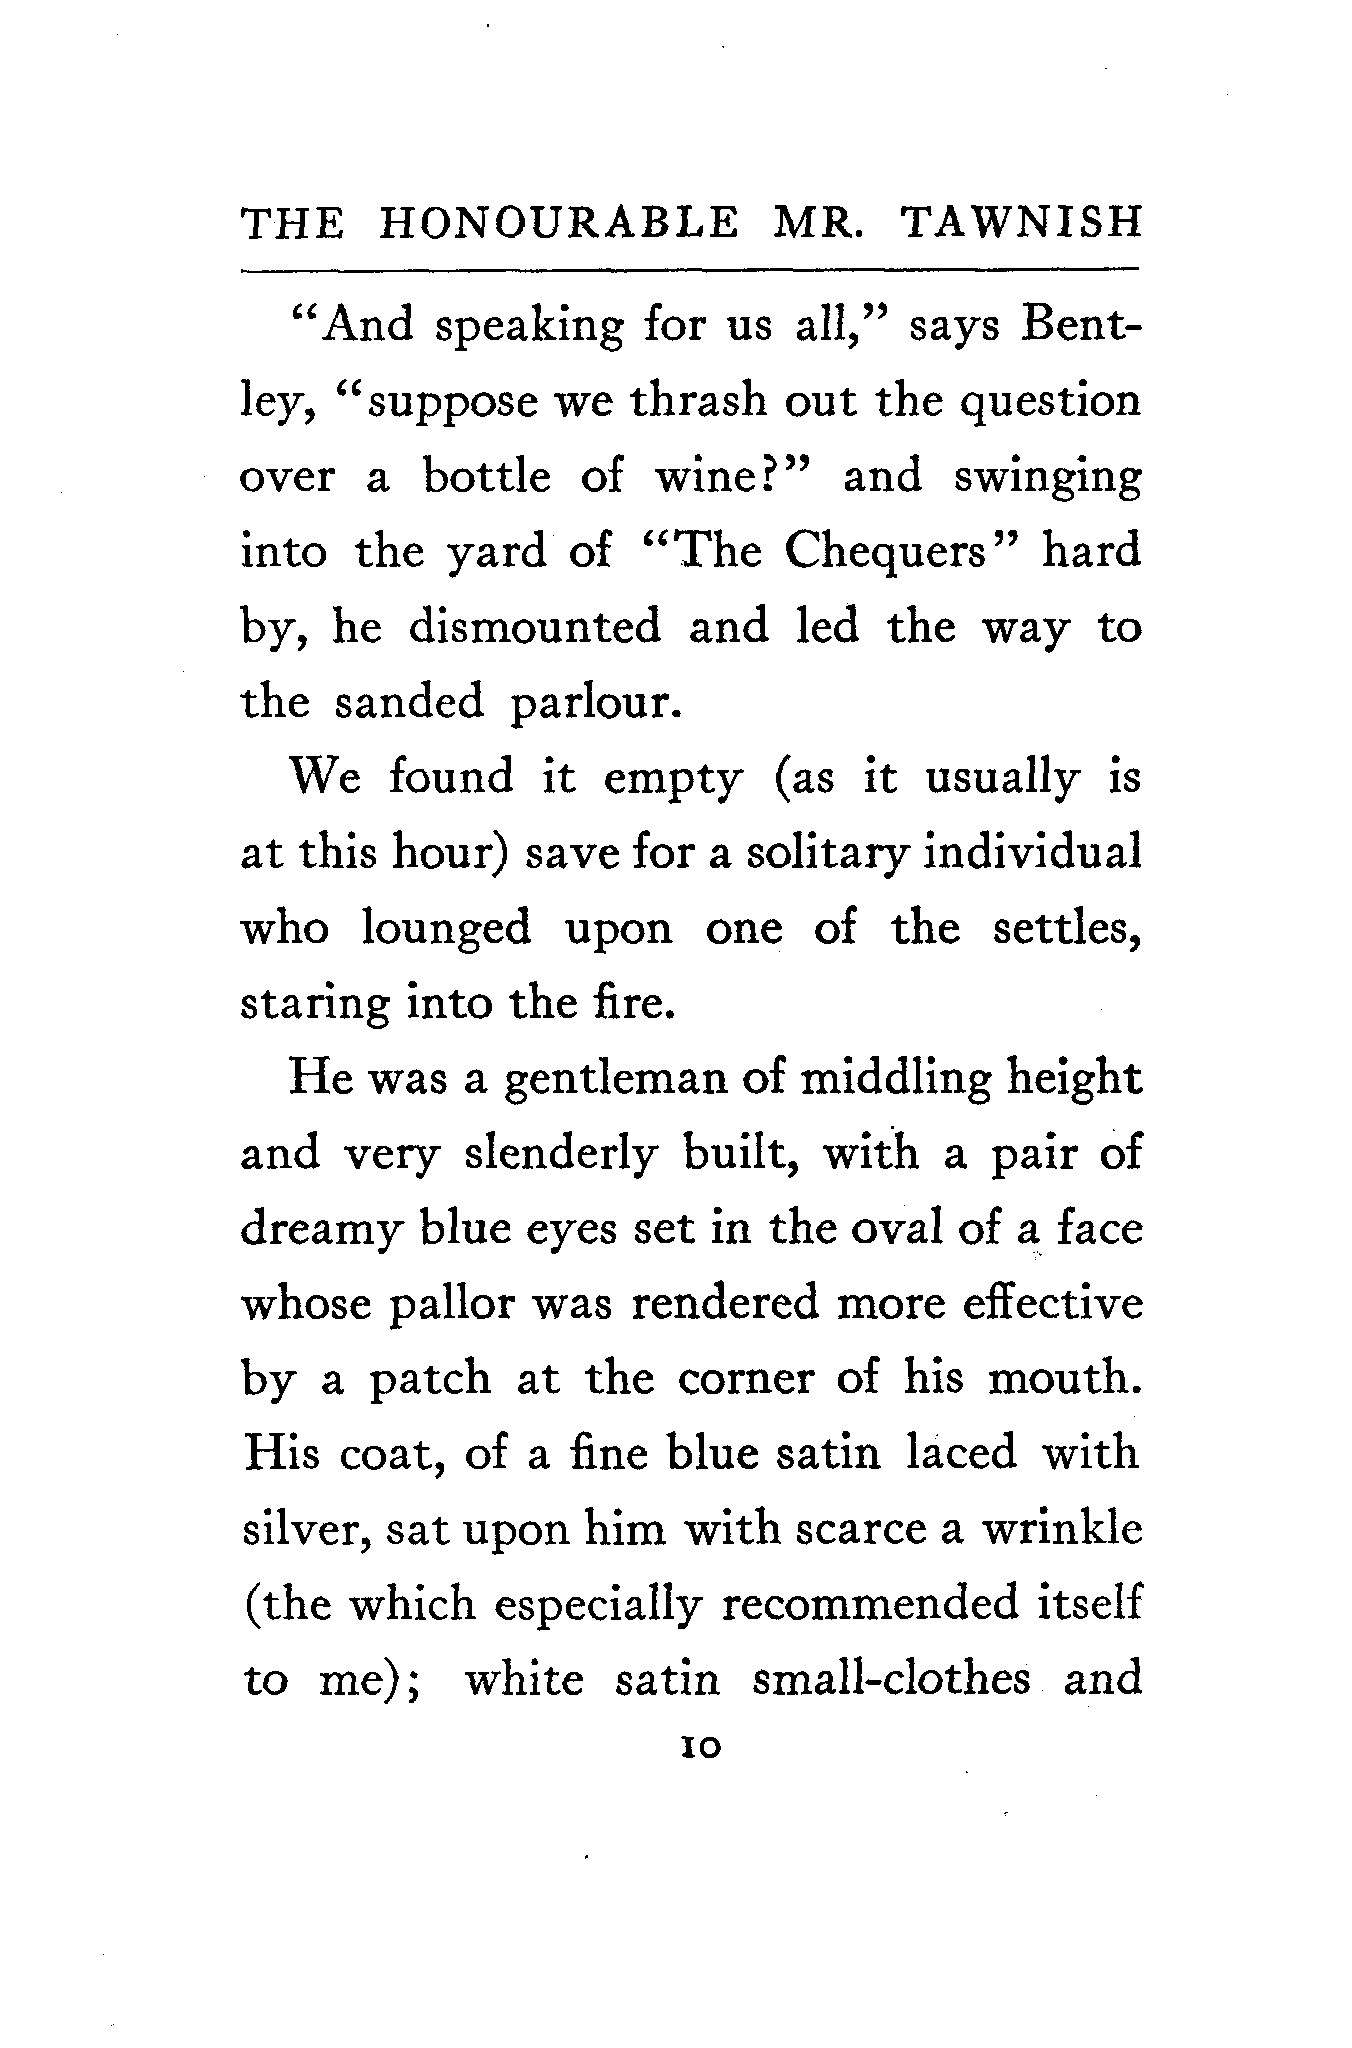 THE HONOURABLE MR. TAWNISH
“And speaking for us all,” says Bent-
ley, “suppose we thrash out the question
over a bottle of wine?” and swinging
into the yard of “The Chequers” hard
by, he dismounted and led the way to
the sanded parlour.
We found it empty (as it usually is
at this hour) save for a solitary individual
who lounged upon one of the settles,
staring into the fire.
He was a gentleman of middling height
and very slenderly built, with a pair of
dreamy blue eyes set in the oval of a face
whose pallor was rendered more effective
by a patch at the corner of his mouth.
His coat, of a fine blue satin laced with
silver, sat upon him with scarce a wrinkle
(the which especially recommended itself
to me); white satin small-clothes and
10